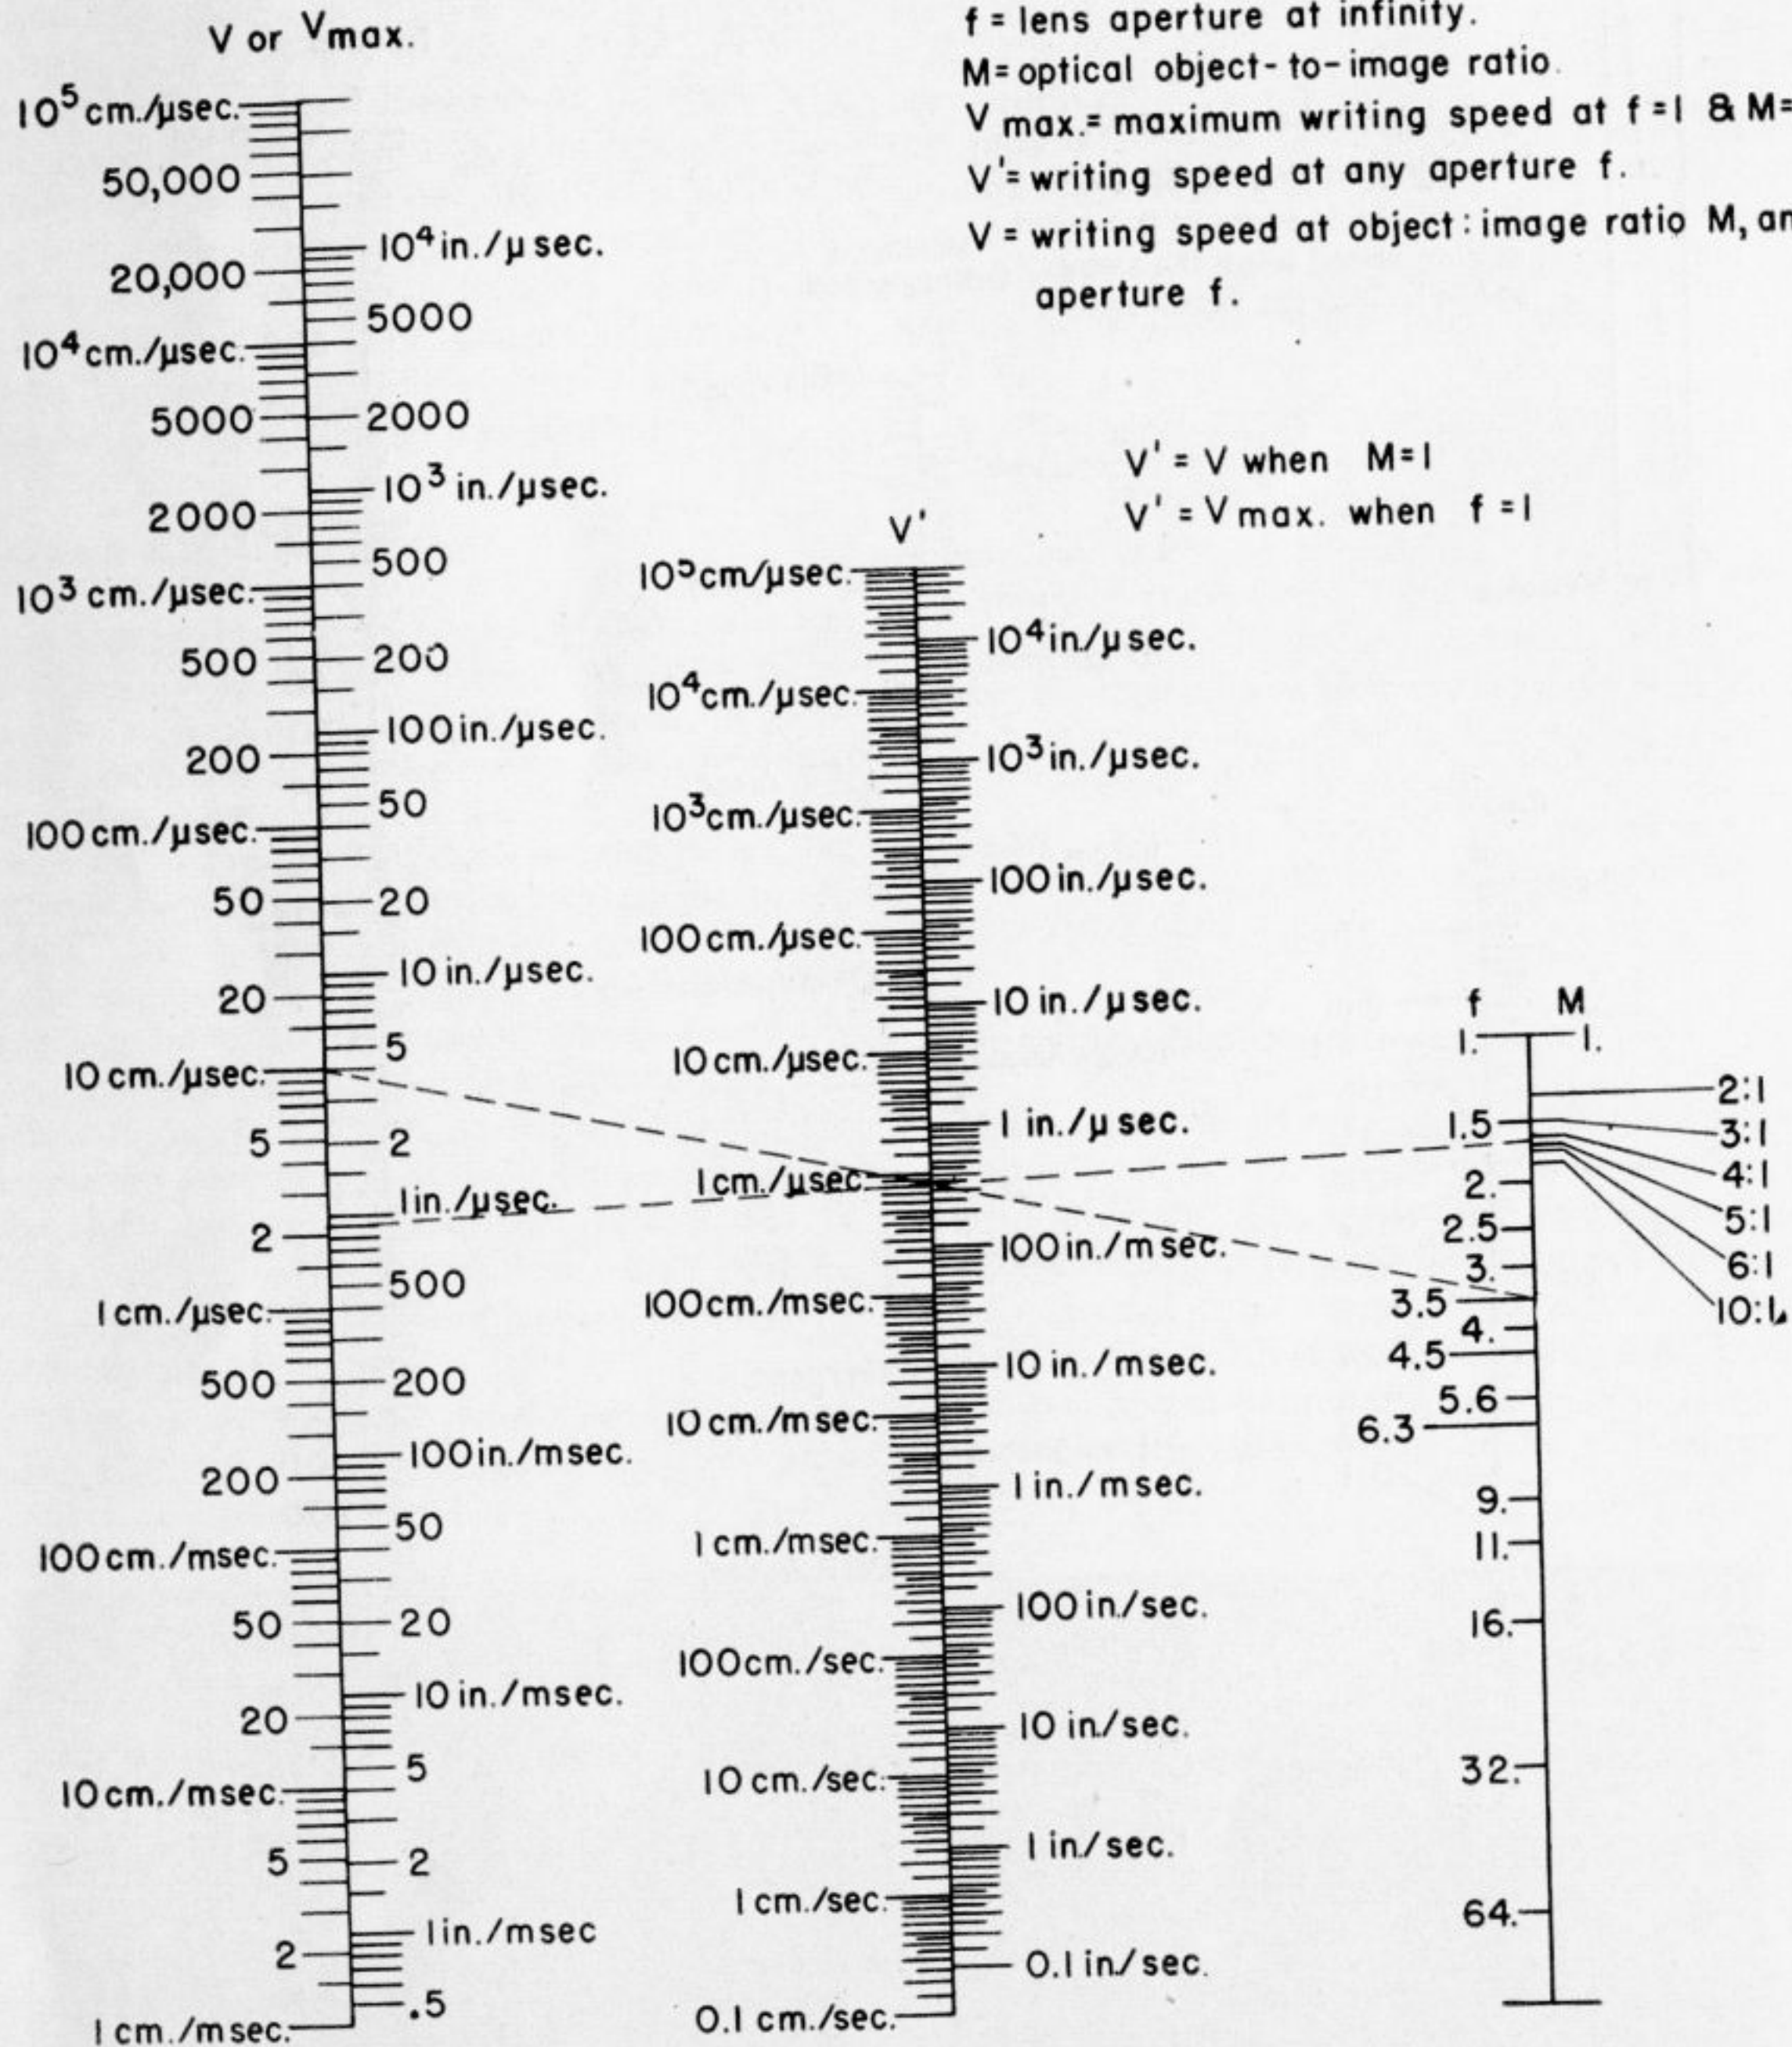 V or Vmax.
10⁵ cm./µsec.
50,000
20,000
10⁴ cm./µsec.
5000
2000
10³ cm./µsec.
500
200
100 cm./µsec.
50
20
10 cm./µsec.
5
2
1 cm./µsec.
500
200
100 cm./msec.
50
20
10 cm./msec.
5
2
1 cm./msec.
10⁴ in./µ sec.
5000
2000
10³ in./µsec.
500
200
100 in./µsec.
50
20
10 in./µsec.
5
2
1 in./µsec.
500
200
100 in./msec.
50
20
10 in./msec.
5
2
1 in./msec
.5
f = lens aperture at infinity.
M = optical object-to-image ratio.
V max. = maximum writing speed at f = 1 & M =
V' = writing speed at any aperture f.
V = writing speed at object : image ratio M,
aperture f.
V' = V when M = 1
V' = V max. when f = 1
V'
10⁵ cm/µsec.
10⁴ cm./µsec.
10³ cm./µsec.
100 cm./µsec.
10 cm./µsec.
1 cm./µsec.
100 cm./msec.
10 cm./msec.
1 cm./msec.
100 cm./sec.
10 cm./sec.
1 cm./sec.
0.1 cm./sec.
10⁴ in/µ sec.
10³ in./µsec.
100 in./µsec.
10 in./µsec.
1 in./µ sec.
100 in./msec.
10 in./msec.
1 in./msec.
100 in/sec.
10 in/sec.
1 in/sec.
0.1 in/sec.
f M
1. 1.
1.5
2.
2.5
3.
3.5
4.
4.5
5.6
6.3
9.
11.
16.
32.
64.
2:1
3:1
4:1
5:1
6:1
10:1